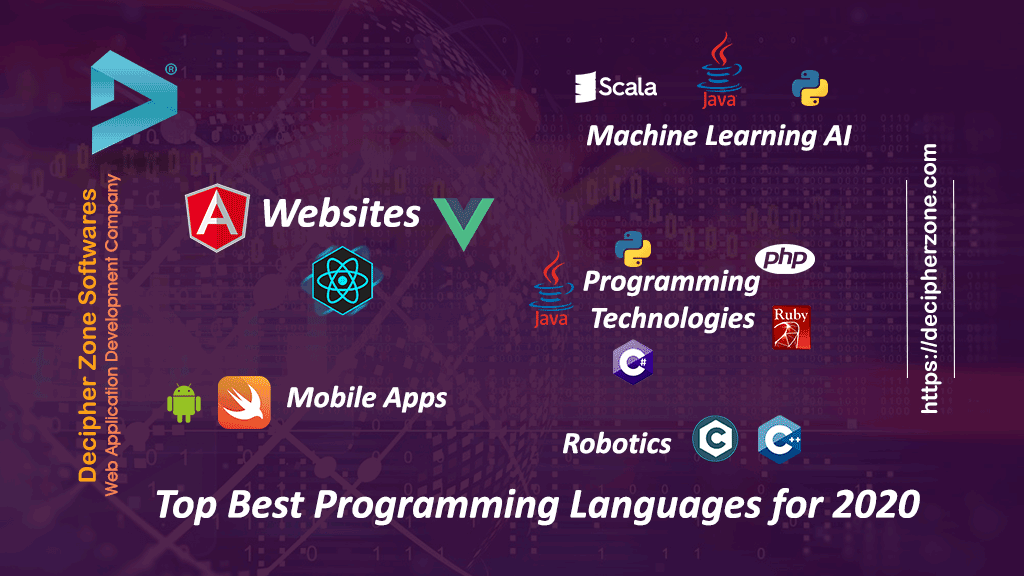 ®
Decipher Zone Softwares
Web Application Development Company
Scala
Java
Machine Learning AI
A
Websites
php
Java
Programming
Technologies
Ruby
C#
Mobile Apps
Robotics
C
C++
https://decipherzone.com
Top Best Programming Languages for 2020